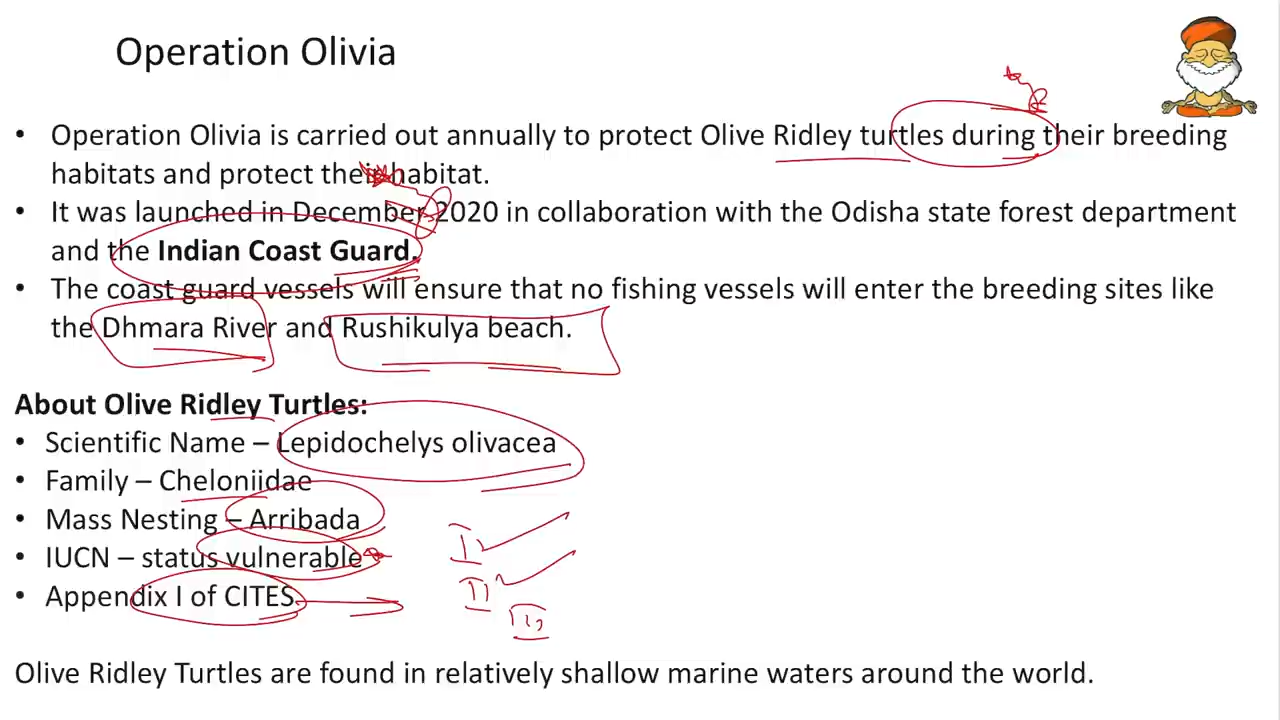 Operation Olivia
• Operation Olivia is carried out annually to protect Olive Ridley turtles during their breeding
habitats and protect their habitat.
• It was launched in December 2020 in collaboration with the Odisha state forest department
and the Indian Coast Guard.
• The coast guard vessels will ensure that no fishing vessels will enter the breeding sites like
the Dhmara River and Rushikulya beach.
About Olive Ridley Turtles:
• Scientific Name – Lepidochelys olivacea
• Family – Cheloniidae
• Mass Nesting – Arribada
• IUCN – status vulnerable
• Appendix I of CITES
I
II
III
Olive Ridley Turtles are found in relatively shallow marine waters around the world.